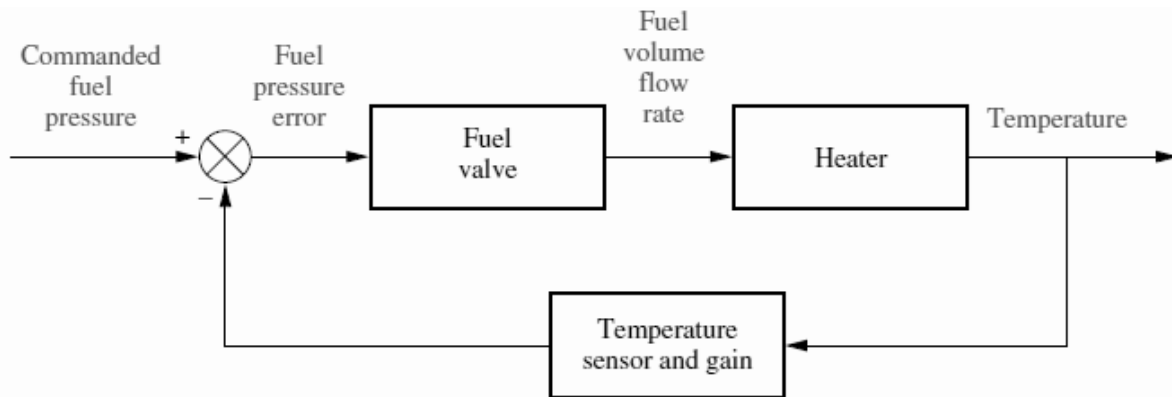 Commanded
fuel
pressure
Fuel
pressure
error
Fuel
volume
flow
rate
Temperature
+
−
Fuel
valve
Heater
Temperature
sensor and gain